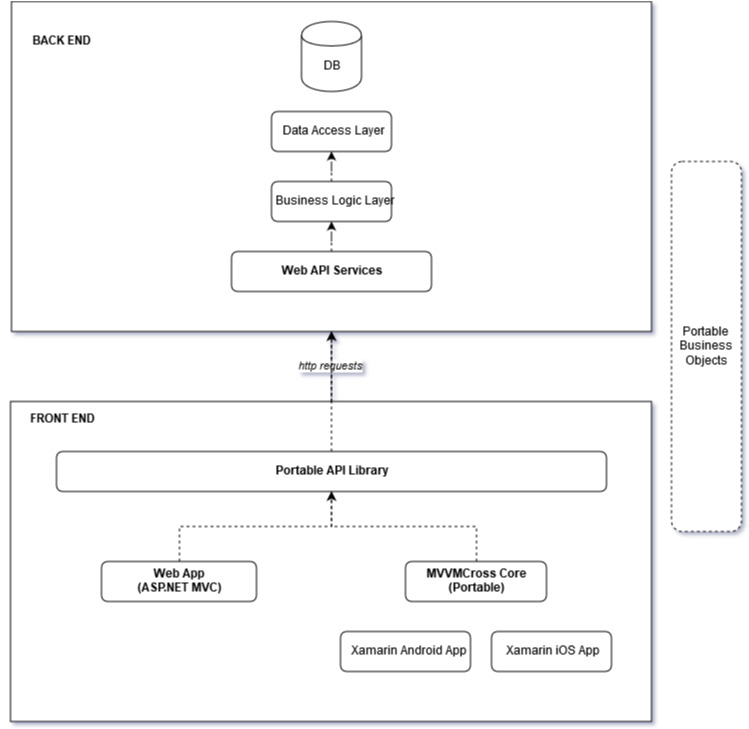 BACK END
DB
Data Access Layer
Business Logic Layer
Web API Services
http requests
Portable
Business
Objects
FRONT END
Portable API Library
Web App
(ASP.NET MVC)
MVVMCross Core
(Portable)
Xamarin Android App
Xamarin iOS App